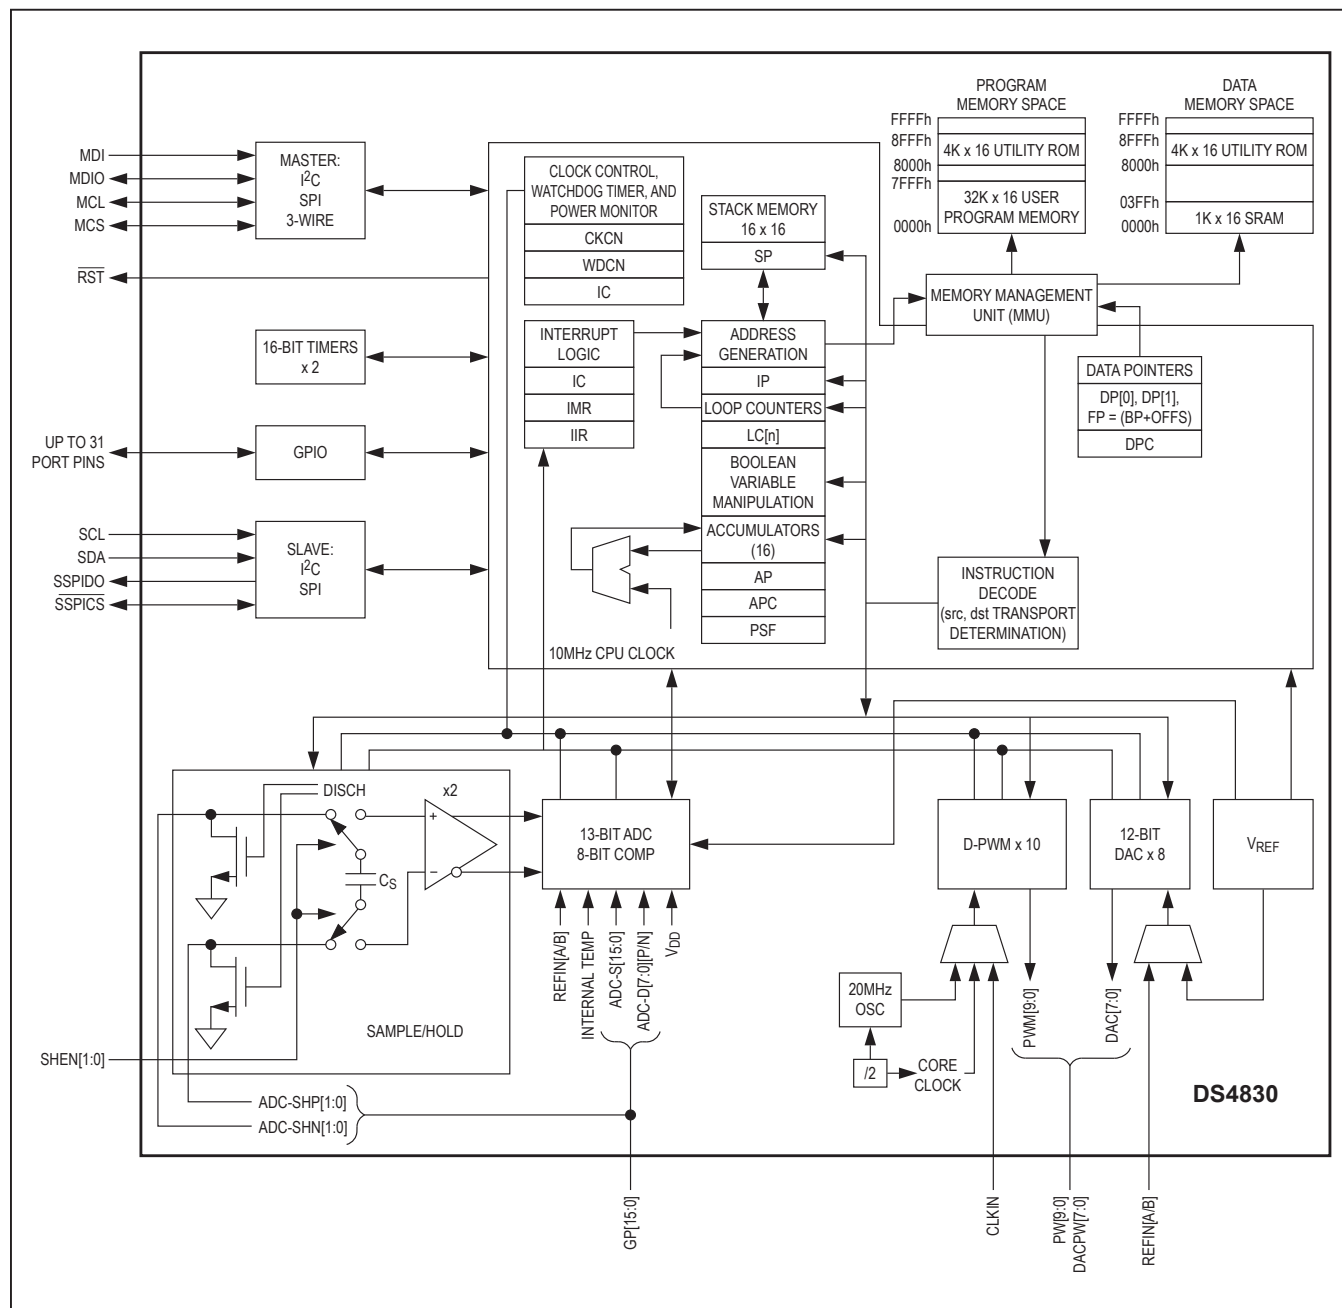 PROGRAM
MEMORY SPACE
FFFFh
8FFFh
4K x 16 UTILITY ROM
8000h
7FFFh
32K x 16 USER
PROGRAM MEMORY
0000h
DATA
MEMORY SPACE
FFFFh
8FFFh
4K x 16 UTILITY ROM
8000h
03FFh
1K x 16 SRAM
0000h
MDI
MDIO
MCL
MCS
MASTER:
I2C
SPI
3-WIRE
RST
CLOCK CONTROL,
WATCHDOG TIMER, AND
POWER MONITOR
CKCN
WDCN
IC
STACK MEMORY
16 x 16
SP
MEMORY MANAGEMENT
UNIT (MMU)
16-BIT TIMERS
x 2
INTERRUPT
LOGIC
IC
IMR
IIR
ADDRESS
GENERATION
IP
LOOP COUNTERS
LC[n]
BOOLEAN
VARIABLE
MANIPULATION
ACCUMULATORS
(16)
AP
APC
PSF
DATA POINTERS
DP[0], DP[1],
FP = (BP+OFFS)
DPC
UP TO 31
PORT PINS
GPIO
SCL
SDA
SSPIDO
SSPICS
SLAVE:
I2C
SPI
INSTRUCTION
DECODE
(src, dst TRANSPORT
DETERMINATION)
10MHz CPU CLOCK
DISCH
x2
+
−
CS
SAMPLE/HOLD
13-BIT ADC
8-BIT COMP
D-PWM x 10
12-BIT
DAC x 8
VREF
REFIN[A/B]
INTERNAL TEMP
ADC-S[15:0]
ADC-D[7:0][P/N]
VDD
20MHz
OSC
/2
CORE
CLOCK
PWM[9:0]
DAC[7:0]
SHEN[1:0]
ADC-SHP[1:0]
ADC-SHN[1:0]
DS4830
GP[15:0]
CLKIN
PW[9:0]
DACPW[7:0]
REFIN[A/B]